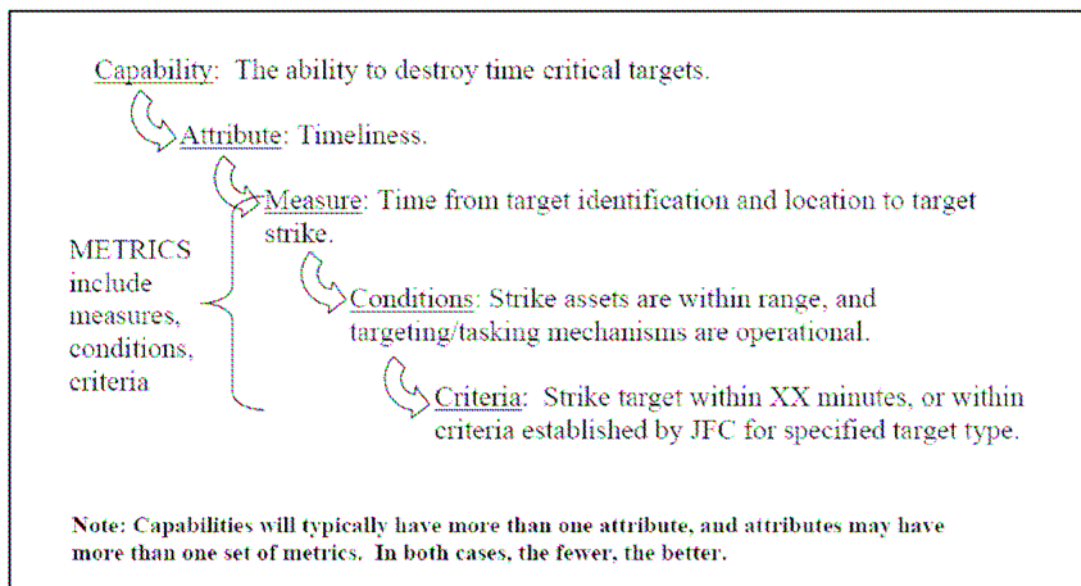 Capability:  The ability to destroy time critical targets.
Attribute: Timeliness.
Measure: Time from target identification and location to target
strike.
METRICS
include
measures,
conditions,
criteria
Conditions: Strike assets are within range, and
targeting/tasking mechanisms are operational.
Criteria:  Strike target within XX minutes, or within
criteria established by JFC for specified target type.
Note: Capabilities will typically have more than one attribute, and attributes may have
more than one set of metrics.  In both cases, the fewer, the better.